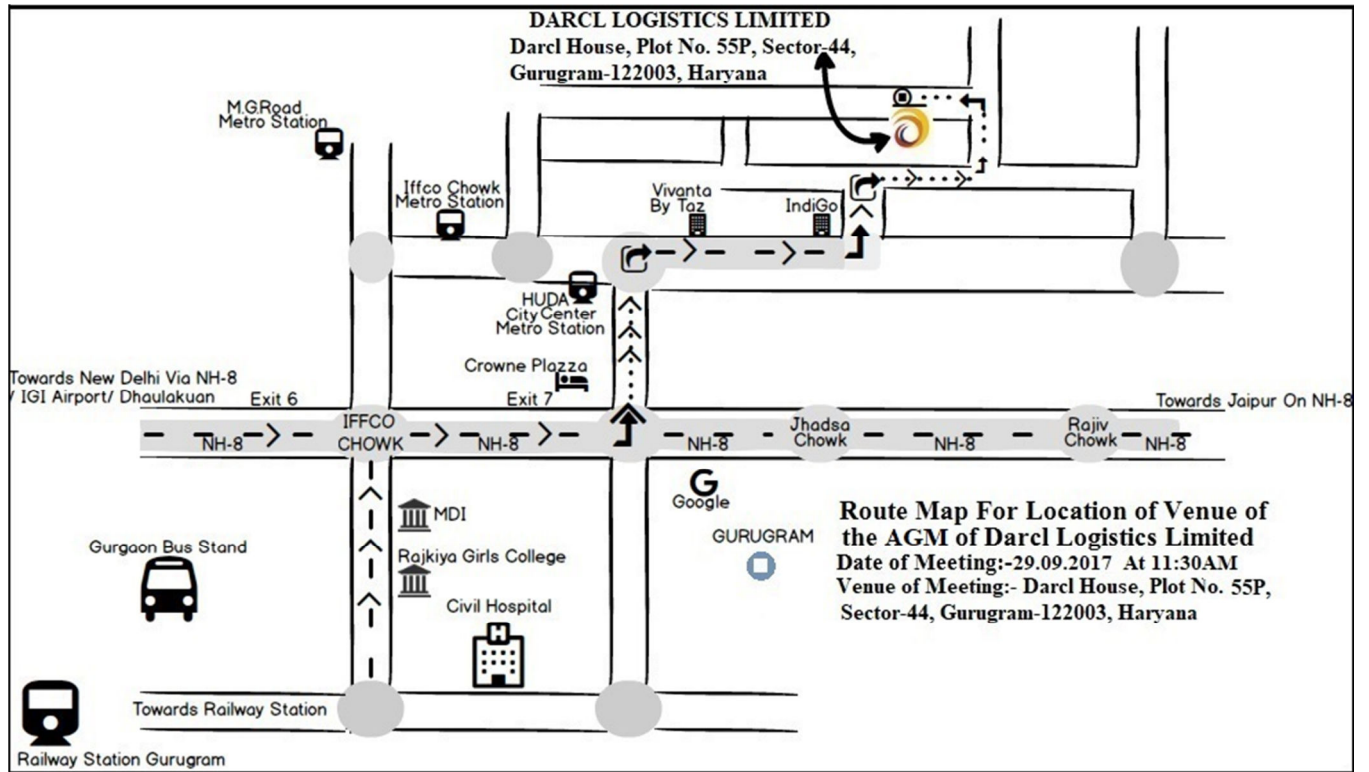 DARCL LOGISTICS LIMITED
Darcl House, Plot No. 55P, Sector-44,
Gurugram-122003, Haryana
M.G.Road
Metro Station
Iffco Chowk
Metro Station
Vivanta
By Taz
IndiGo
HUDA
City Center
Metro Station
Crowne Plazza
Towards New Delhi Via NH-8
/ IGI Airport/ Dhaulakuan
Exit 6
Exit 7
Towards Jaipur On NH-8
NH-8
IFFCO
CHOWK
NH-8
NH-8
Jhadsa
Chowk
NH-8
Rajiv
Chowk
NH-8
G
Google
MDI
Rajkiya Girls College
Civil Hospital
H
GURUGRAM
Gurgaon Bus Stand
Route Map For Location of Venue of
the AGM of Darcl Logistics Limited
Date of Meeting:-29.09.2017 At 11:30AM
Venue of Meeting:- Darcl House, Plot No. 55P,
Sector-44, Gurugram-122003, Haryana
Towards Railway Station
Railway Station Gurugram